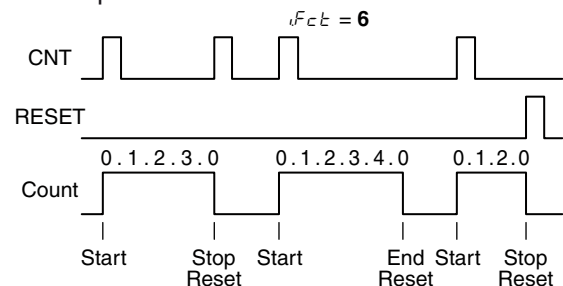 iFct = 6
CNT
RESET
0.1.2.3.0 0.1.2.3.4.0 0.1.2.0
Count
Start Stop Start End Start Stop
Reset Reset Reset